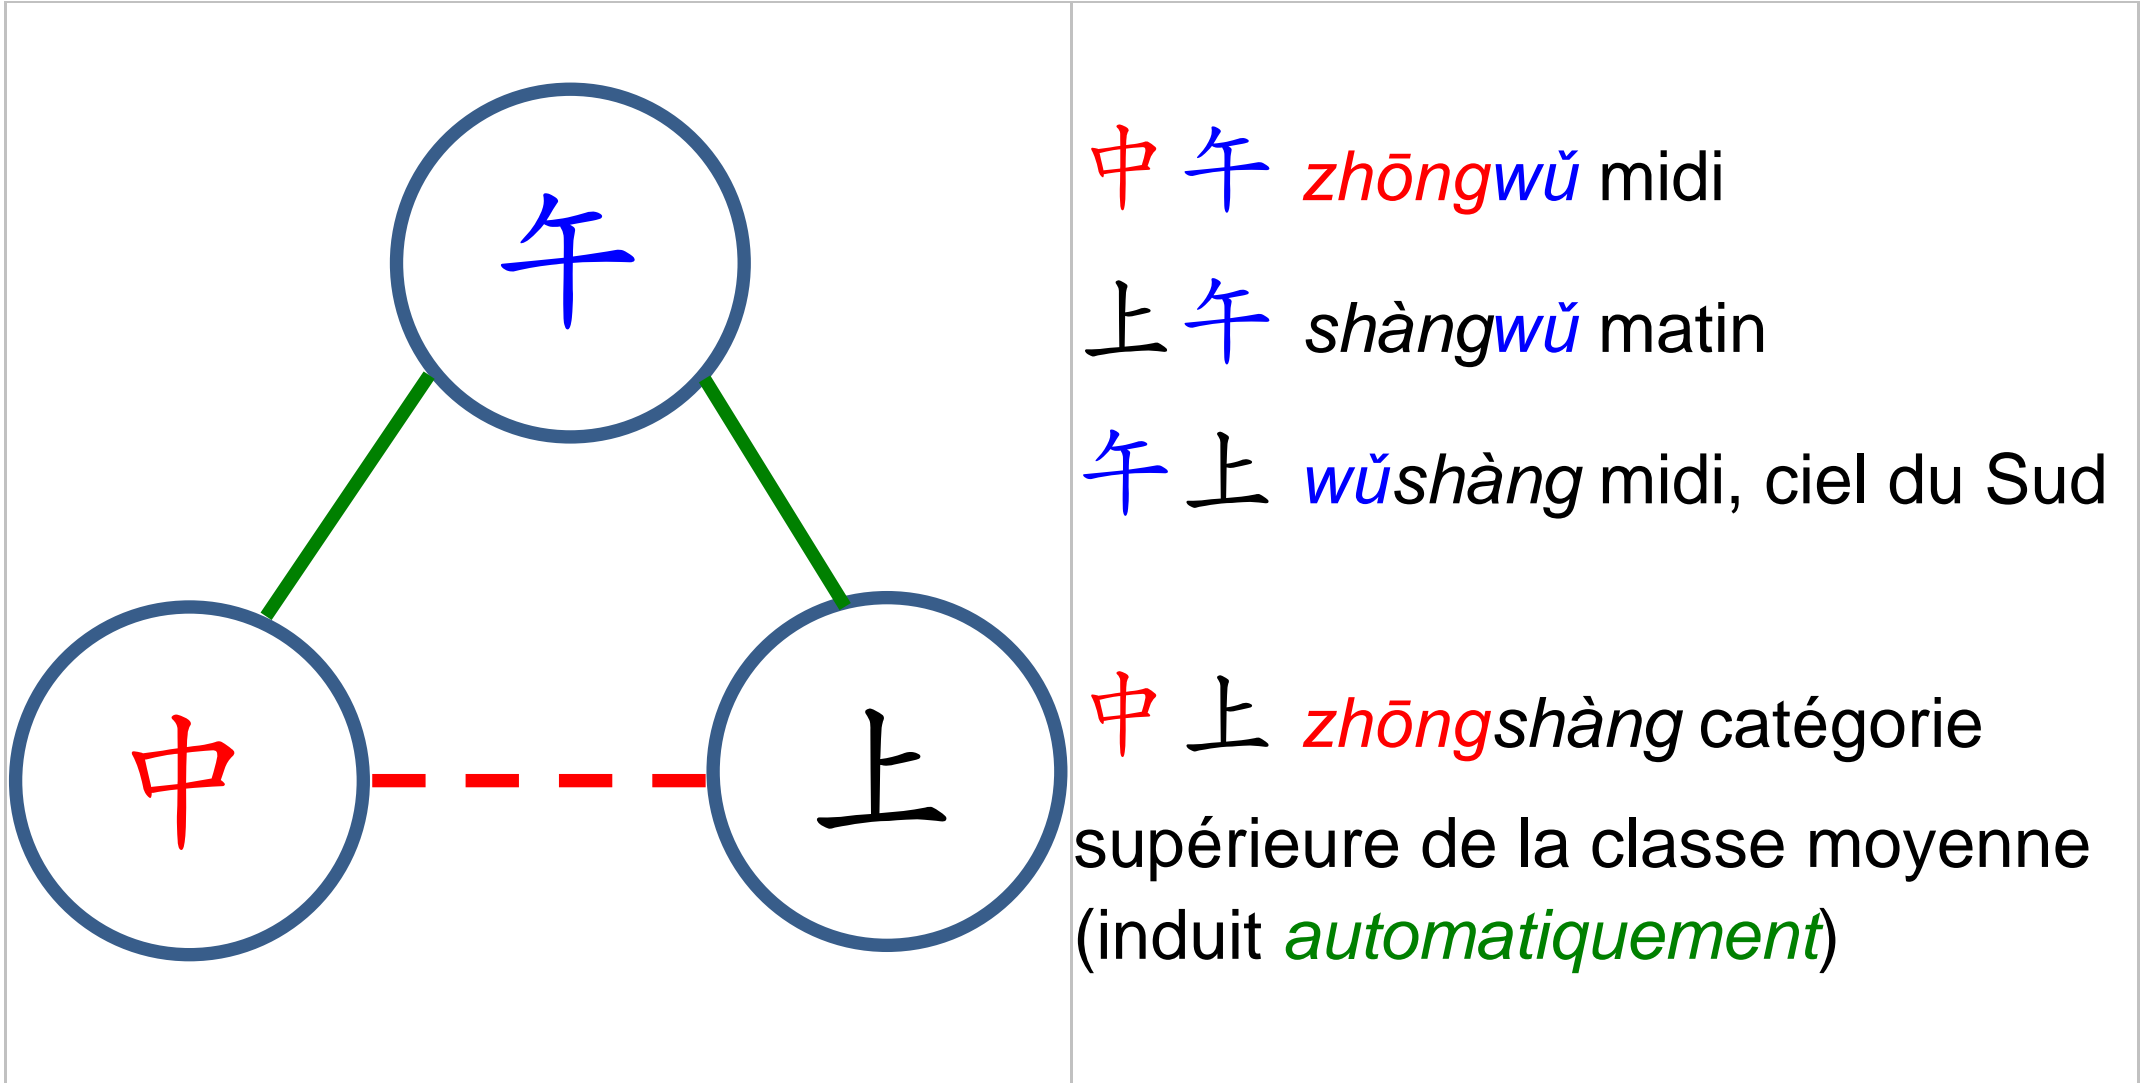 午
中
上
中午 zhōngwǔ midi
上午 shàngwǔ matin
午上 wǔshàng midi, ciel du Sud
中上 zhōngshàng catégorie
supérieure de la classe moyenne
(induit automatiquement)